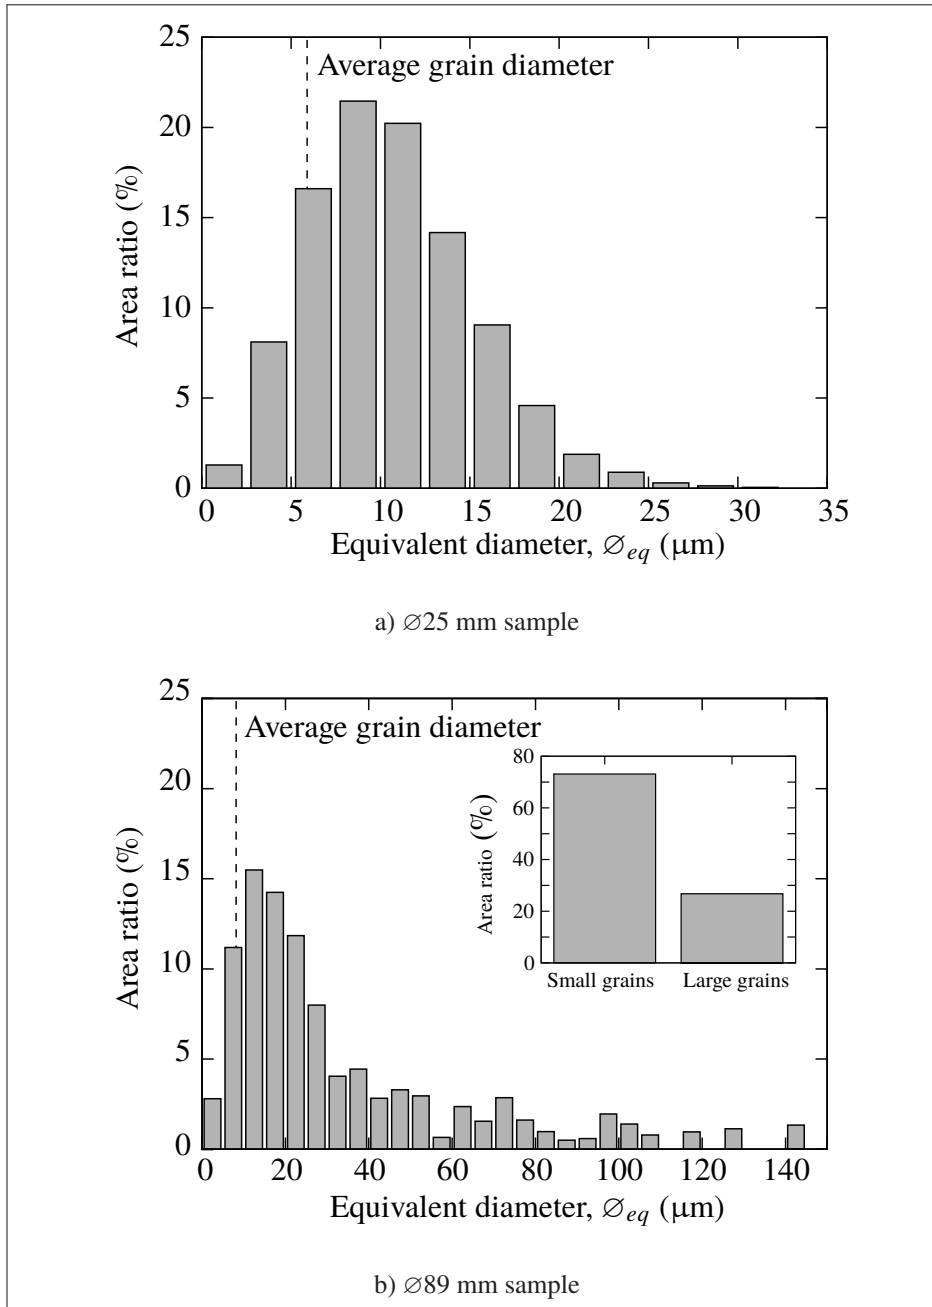 25
Average grain diameter
20
15
10
5
0
Area ratio (%)
0 5 10 15 20 25 30 35
Equivalent diameter, ∅eq (μm)
a) ∅25 mm sample
25
Average grain diameter
20
15
10
5
0
Area ratio (%)
80
60
40
20
0
Area ratio (%)
Small grains Large grains
0 20 40 60 80 100 120 140
Equivalent diameter, ∅eq (μm)
b) ∅89 mm sample